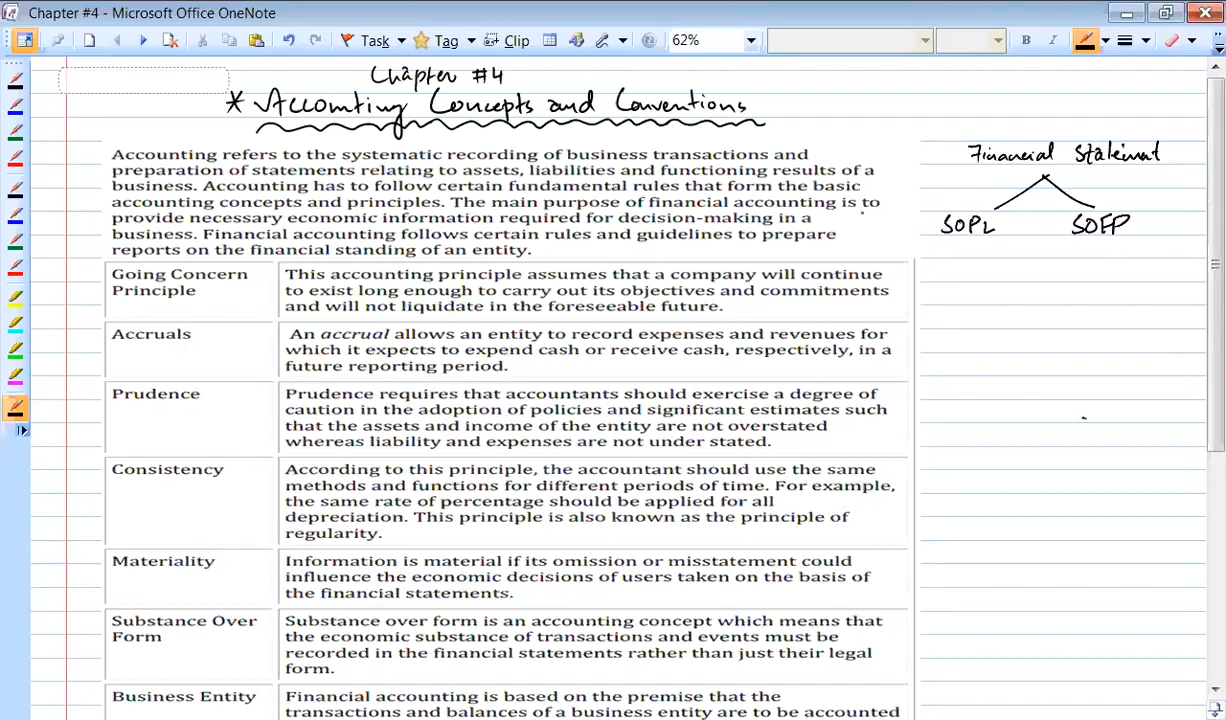 Chapter #4 - Microsoft Office OneNote
Task
Tag
Clip
62%
B I
Chapter #4
* Accounting Concepts and Conventions
Accounting refers to the systematic recording of business transactions and
preparation of statements relating to assets, liabilities and functioning results of a
business. Accounting has to follow certain fundamental rules that form the basic
accounting concepts and principles. The main purpose of financial accounting is to
provide necessary economic information required for decision-making in a
business. Financial accounting follows certain rules and guidelines to prepare
reports on the financial standing of an entity.
Financial Statement
SOPL SOFP
Going Concern
Principle
This accounting principle assumes that a company will continue
to exist long enough to carry out its objectives and commitments
and will not liquidate in the foreseeable future.
Accruals
An accrual allows an entity to record expenses and revenues for
which it expects to expend cash or receive cash, respectively, in a
future reporting period.
Prudence
Prudence requires that accountants should exercise a degree of
caution in the adoption of policies and significant estimates such
that the assets and income of the entity are not overstated
whereas liability and expenses are not under stated.
Consistency
According to this principle, the accountant should use the same
methods and functions for different periods of time. For example,
the same rate of percentage should be applied for all
depreciation. This principle is also known as the principle of
regularity.
Materiality
Information is material if its omission or misstatement could
influence the economic decisions of users taken on the basis of
the financial statements.
Substance Over
Form
Substance over form is an accounting concept which means that
the economic substance of transactions and events must be
recorded in the financial statements rather than just their legal
form.
Business Entity
Financial accounting is based on the premise that the
transactions and balances of a business entity are to be accounted